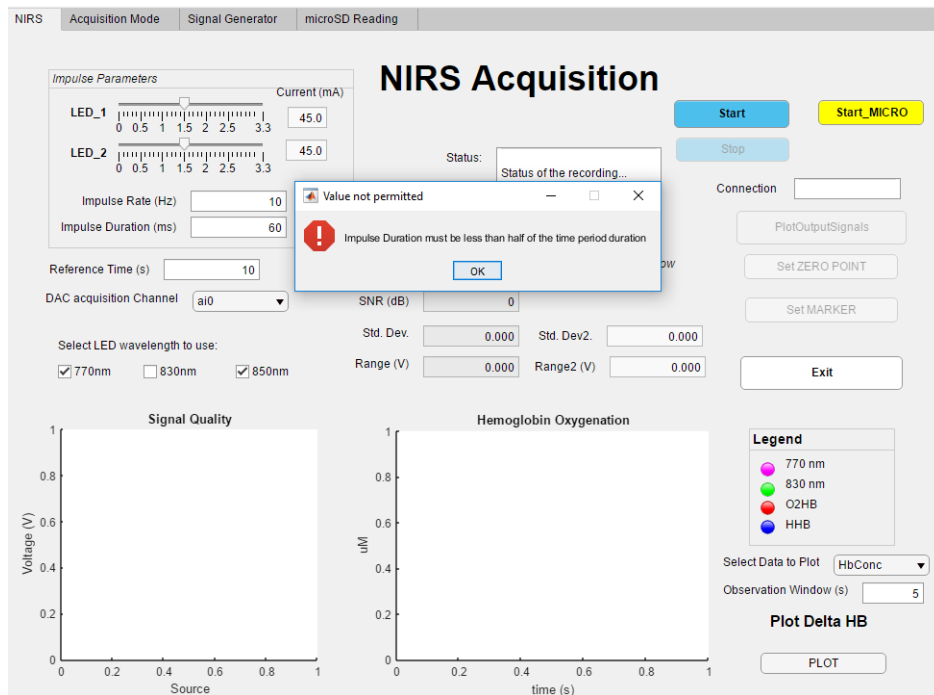 NIRS Acquisition Mode Signal Generator microSD Reading
NIRS Acquisition
Impulse Parameters
Current (mA)
LED_1
0 0.5 1 1.5 2 2.5 3.3
45.0
LED_2
0 0.5 1 1.5 2 2.5 3.3
45.0
Impulse Rate (Hz) 10
Impulse Duration (ms) 60
Reference Time (s) 10
DAC acquisition Channel ai0
Select LED wavelength to use:
770nm 830nm 850nm
Status:
Status of the recording...
Start Start_MICRO
Stop
Connection
PlotOutputSignals
Set ZERO POINT
Set MARKER
Exit
Value not permitted
Impulse Duration must be less than half of the time period duration
OK
SNR (dB) 0
Std. Dev. 0.000 Std. Dev2. 0.000
Range (V) 0.000 Range2 (V) 0.000
Signal Quality
1
0.8
0.6
0.4
0.2
0
Voltage (V)
0 0.2 0.4 0.6 0.8 1
Source
Hemoglobin Oxygenation
1
0.8
0.6
0.4
0.2
0
uM
0 0.2 0.4 0.6 0.8 1
time (s)
Legend
770 nm
830 nm
O2HB
HHB
Select Data to Plot HbConc
Observation Window (s) 5
Plot Delta HB
PLOT